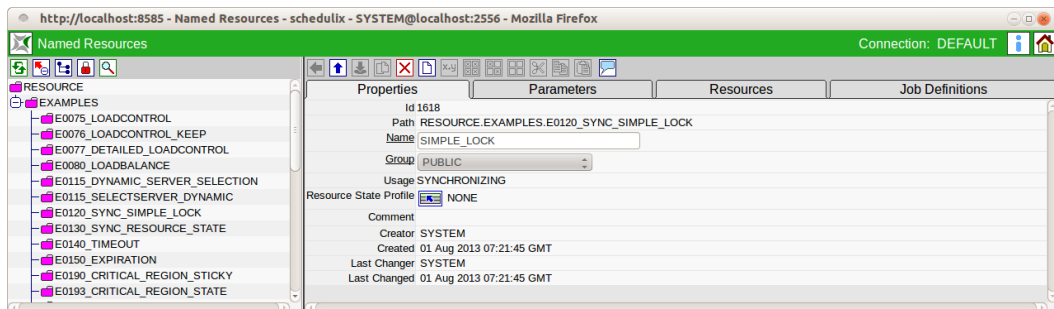 http://localhost:8585 - Named Resources - schedulix - SYSTEM@localhost:2556 - Mozilla Firefox
Named Resources
Connection: DEFAULT
RESOURCE
EXAMPLES
E0075_LOADCONTROL
E0076_LOADCONTROL_KEEP
E0077_DETAILED_LOADCONTROL
E0080_LOADBALANCE
E0115_DYNAMIC_SERVER_SELECTION
E0115_SELECTSERVER_DYNAMIC
E0120_SYNC_SIMPLE_LOCK
E0130_SYNC_RESOURCE_STATE
E0140_TIMEOUT
E0150_EXPIRATION
E0190_CRITICAL_REGION_STICKY
E0193_CRITICAL_REGION_STATE
x-y
Properties Parameters Resources Job Definitions
Id 1618
Path RESOURCE.EXAMPLES.E0120_SYNC_SIMPLE_LOCK
Name SIMPLE_LOCK
Group PUBLIC
Usage SYNCHRONIZING
Resource State Profile NONE
Comment
Creator SYSTEM
Created 01 Aug 2013 07:21:45 GMT
Last Changer SYSTEM
Last Changed 01 Aug 2013 07:21:45 GMT